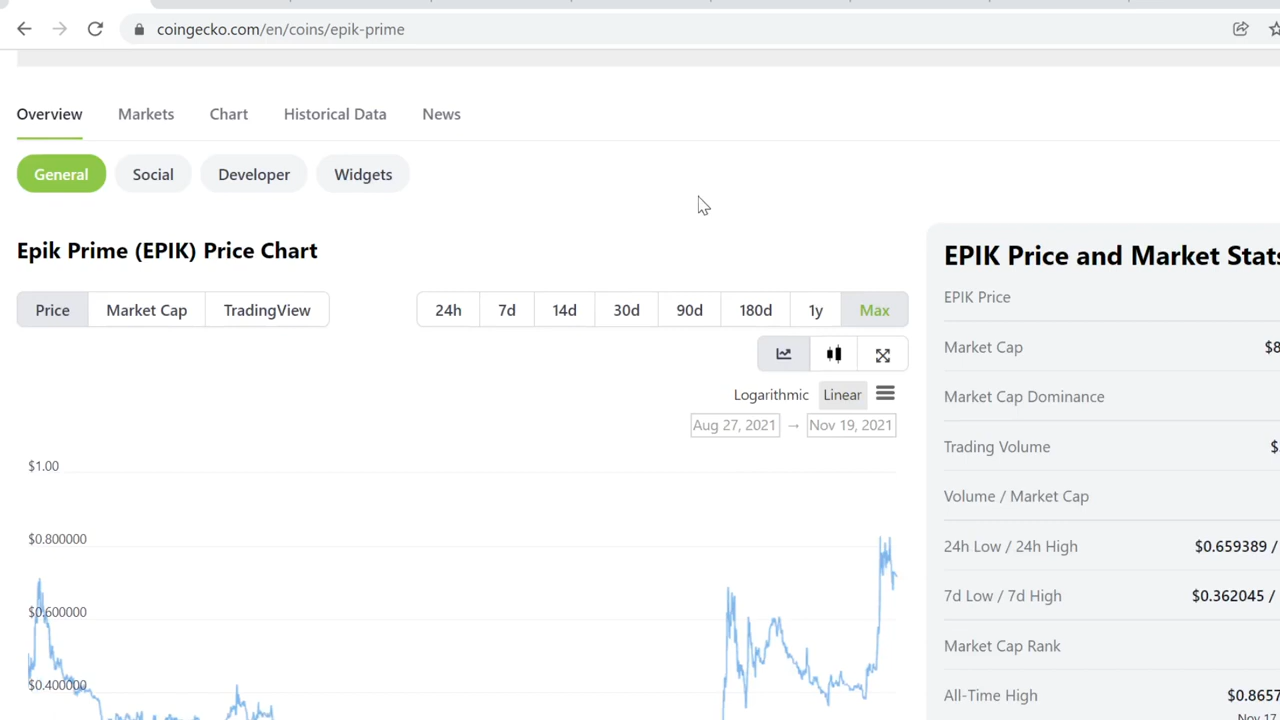 coingecko.com/en/coins/epik-prime
Overview Markets Chart Historical Data News
General Social Developer Widgets
Epik Prime (EPIK) Price Chart
Price Market Cap TradingView
24h 7d 14d 30d 90d 180d 1y Max
Logarithmic Linear
Aug 27, 2021 → Nov 19, 2021
$1.00
$0.800000
$0.600000
$0.400000
EPIK Price and Market Stats
EPIK Price
Market Cap $8
Market Cap Dominance
Trading Volume $
Volume / Market Cap
24h Low / 24h High $0.659389 /
7d Low / 7d High $0.362045 /
Market Cap Rank
All-Time High $0.8657
Nov 17